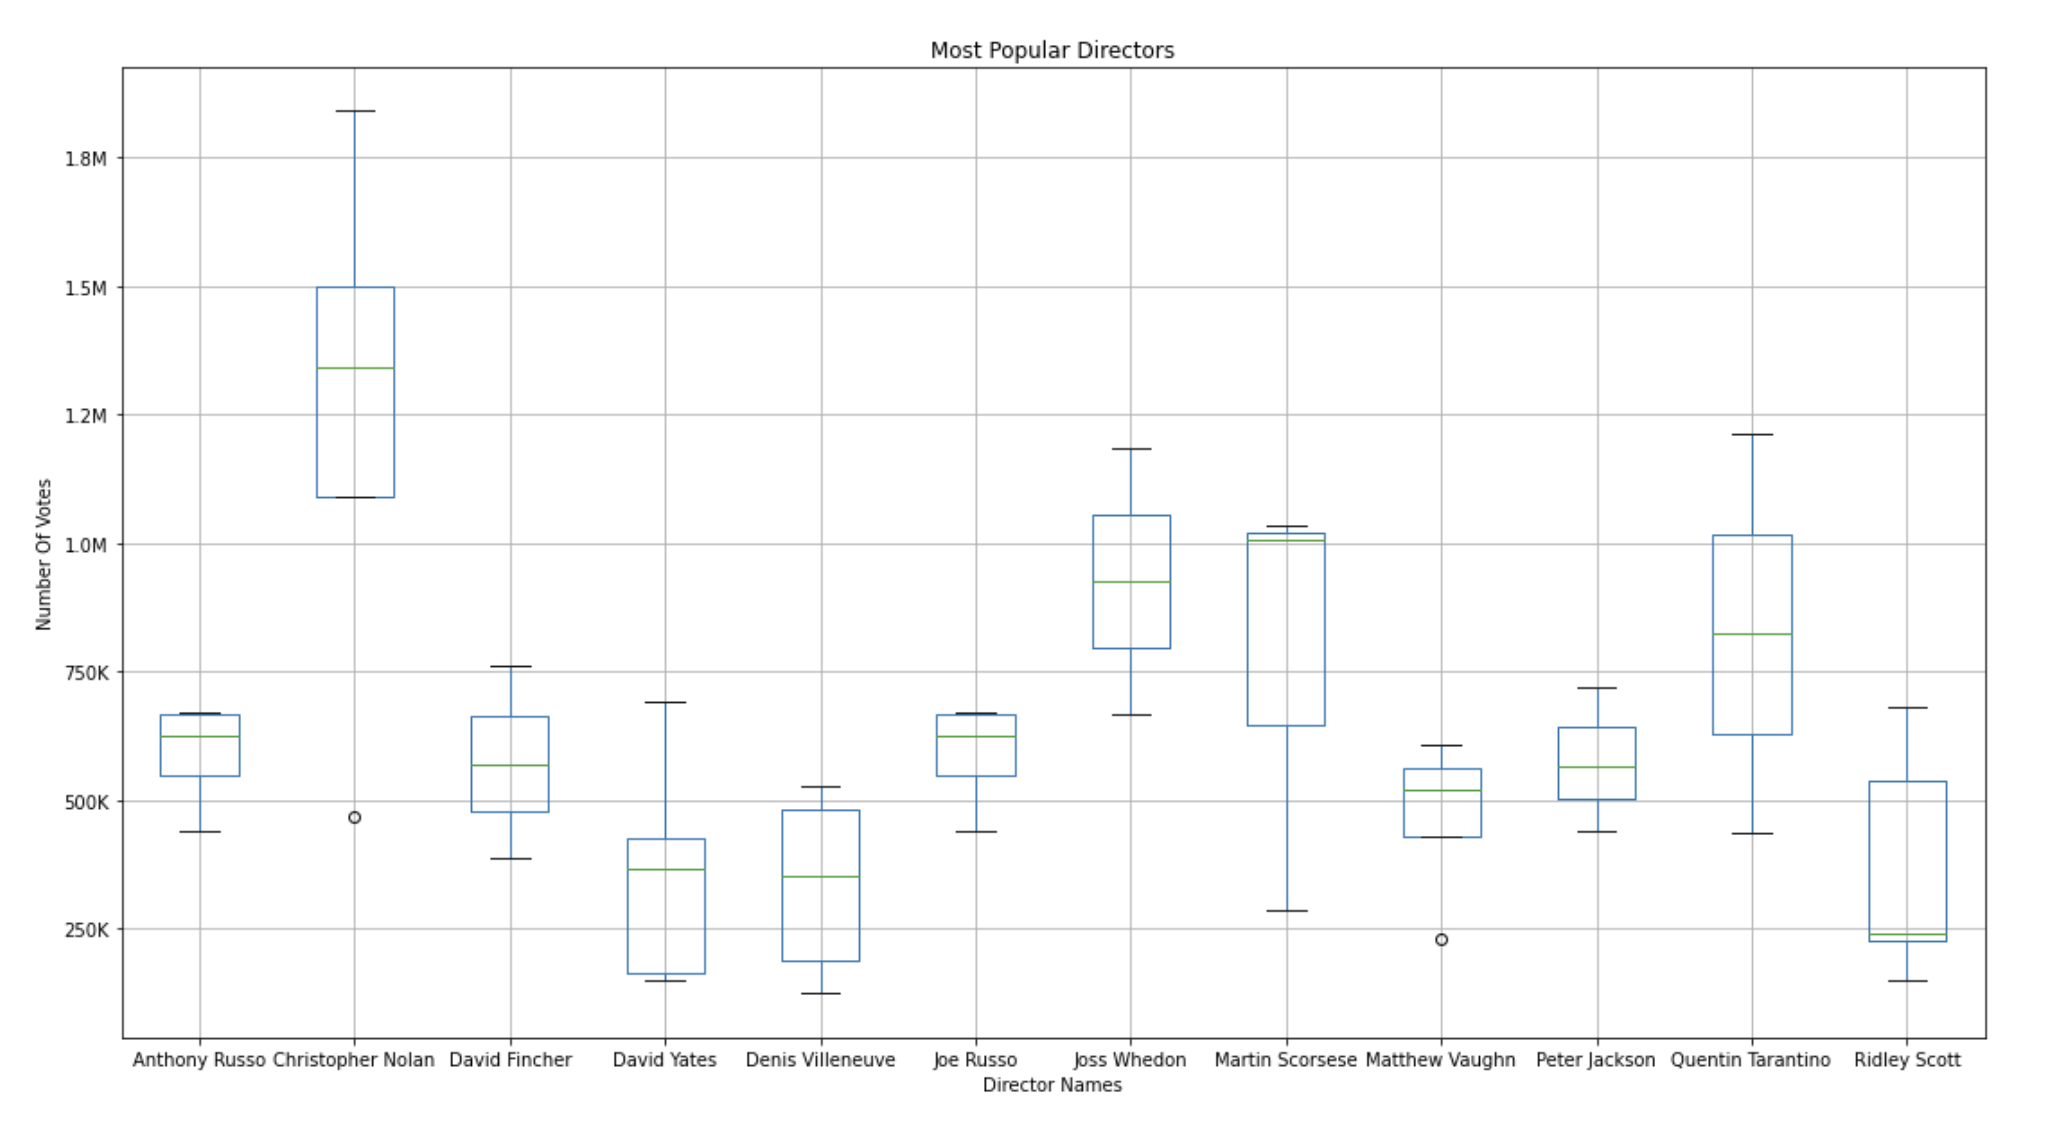 Most Popular Directors
Number Of Votes
1.8M
1.5M
1.2M
1.0M
750K
500K
250K
Anthony Russo Christopher Nolan David Fincher David Yates Denis Villeneuve Joe Russo Joss Whedon Martin Scorsese Matthew Vaughn Peter Jackson Quentin Tarantino Ridley Scott
Director Names